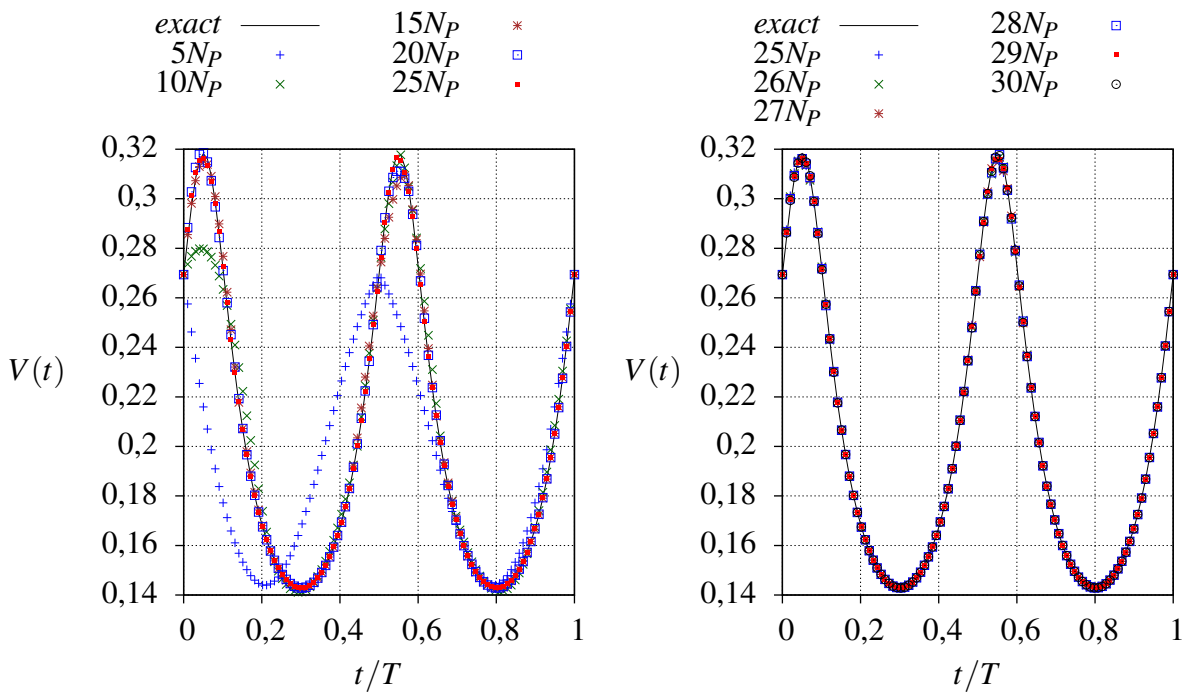 exact
5N_P
10N_P
15N_P
20N_P
25N_P
0,32
0,3
0,28
0,26
0,24
0,22
0,2
0,18
0,16
0,14
V(t)
0 0,2 0,4 0,6 0,8 1
t/T
exact
25N_P
26N_P
27N_P
28N_P
29N_P
30N_P
0,32
0,3
0,28
0,26
0,24
0,22
0,2
0,18
0,16
0,14
V(t)
0 0,2 0,4 0,6 0,8 1
t/T